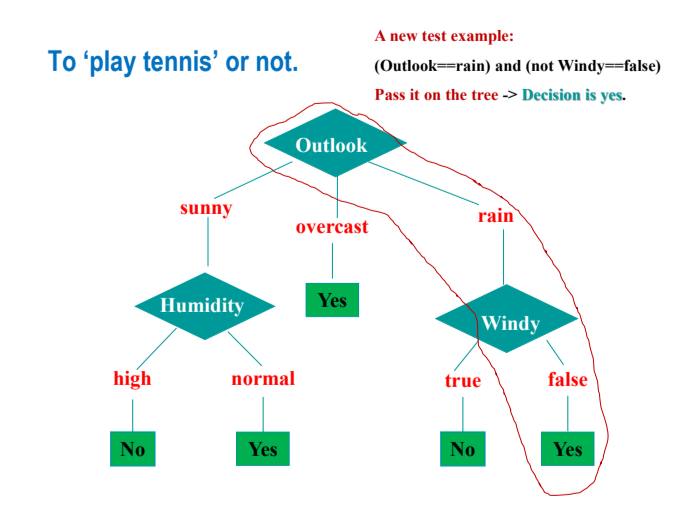 To ‘play tennis’ or not.
A new test example:
(Outlook==rain) and (not Windy==false)
Pass it on the tree -> Decision is yes.
Outlook
sunny
overcast
rain
Yes
Humidity
Windy
high
normal
true
false
No
Yes
No
Yes